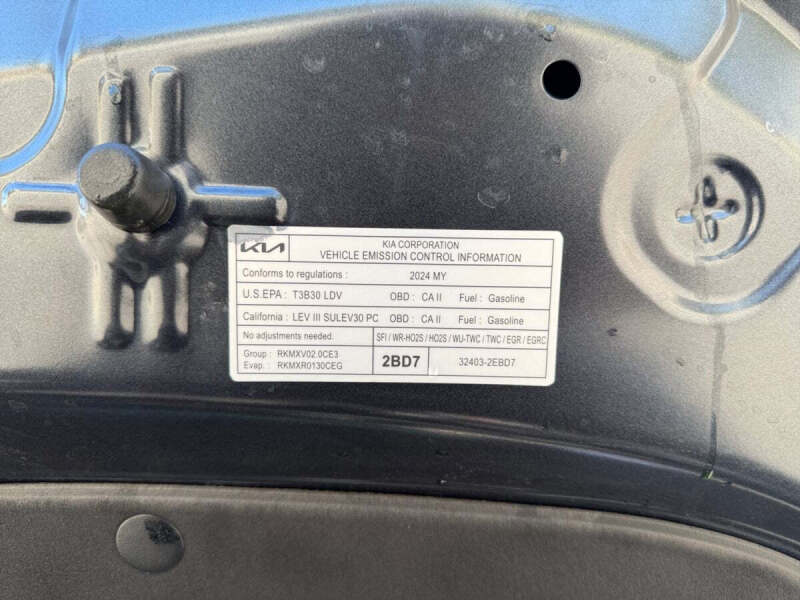 KIA
KIA CORPORATION
VEHICLE EMISSION CONTROL INFORMATION
Conforms to regulations : 2024 MY
U.S.EPA : T3B30 LDV OBD : CA II Fuel : Gasoline
California : LEV III SULEV30 PC OBD : CA II Fuel : Gasoline
No adjustments needed. SFI / WR-HO2S / HO2S / WU-TWC / TWC / EGR / EGRC
Group : RKMXV02.0CE3
Evap. : RKMXR0130CEG
2BD7 32403-2EBD7